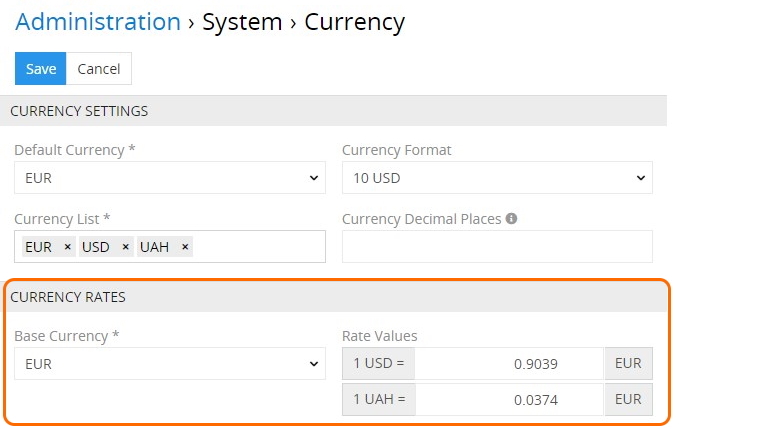 Administration › System › Currency
Save Cancel
CURRENCY SETTINGS
Default Currency * Currency Format
EUR 10 USD
Currency List * Currency Decimal Places
EUR × USD × UAH ×
CURRENCY RATES
Base Currency * Rate Values
EUR 1 USD = 0.9039 EUR
1 UAH = 0.0374 EUR